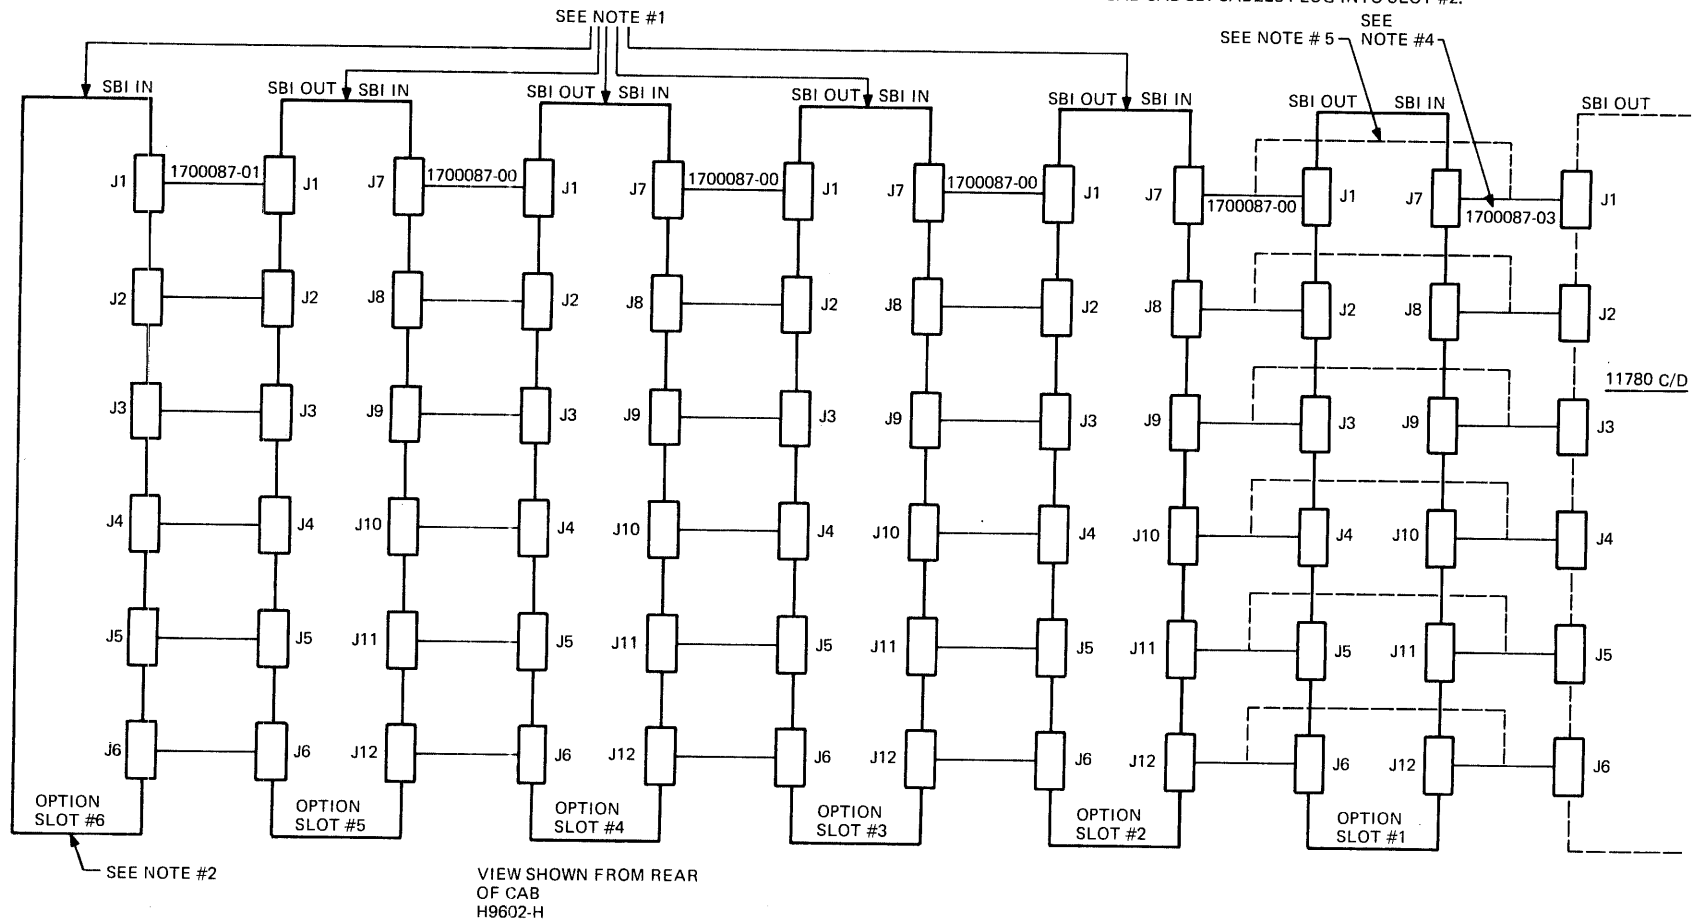 SLOT #2.
SEE NOTE #1
SEE
NOTE #4
SEE NOTE # 5
SBI IN
SBI OUT SBI IN
SBI OUT SBI IN
SBI OUT SBI IN
SBI OUT SBI IN
SBI OUT SBI IN
SBI OUT
J1 1700087-01 J1 J7 1700087-00 J1 J7 1700087-00 J1 J7 1700087-00 J1 J7 1700087-00 J1 J7 1700087-03 J1
J2 J2 J8 J2 J8 J2 J8 J2 J8 J2 J8 J2
11780 C/D
J3 J3 J9 J3 J9 J3 J9 J3 J9 J3 J9 J3
J4 J4 J10 J4 J10 J4 J10 J4 J10 J4 J10 J4
J5 J5 J11 J5 J11 J5 J11 J5 J11 J5 J11 J5
J6 J6 J12 J6 J12 J6 J12 J6 J12 J6 J12 J6
OPTION
SLOT #6
OPTION
SLOT #5
OPTION
SLOT #4
OPTION
SLOT #3
OPTION
SLOT #2
OPTION
SLOT #1
SEE NOTE #2
VIEW SHOWN FROM REAR
OF CAB
H9602-H